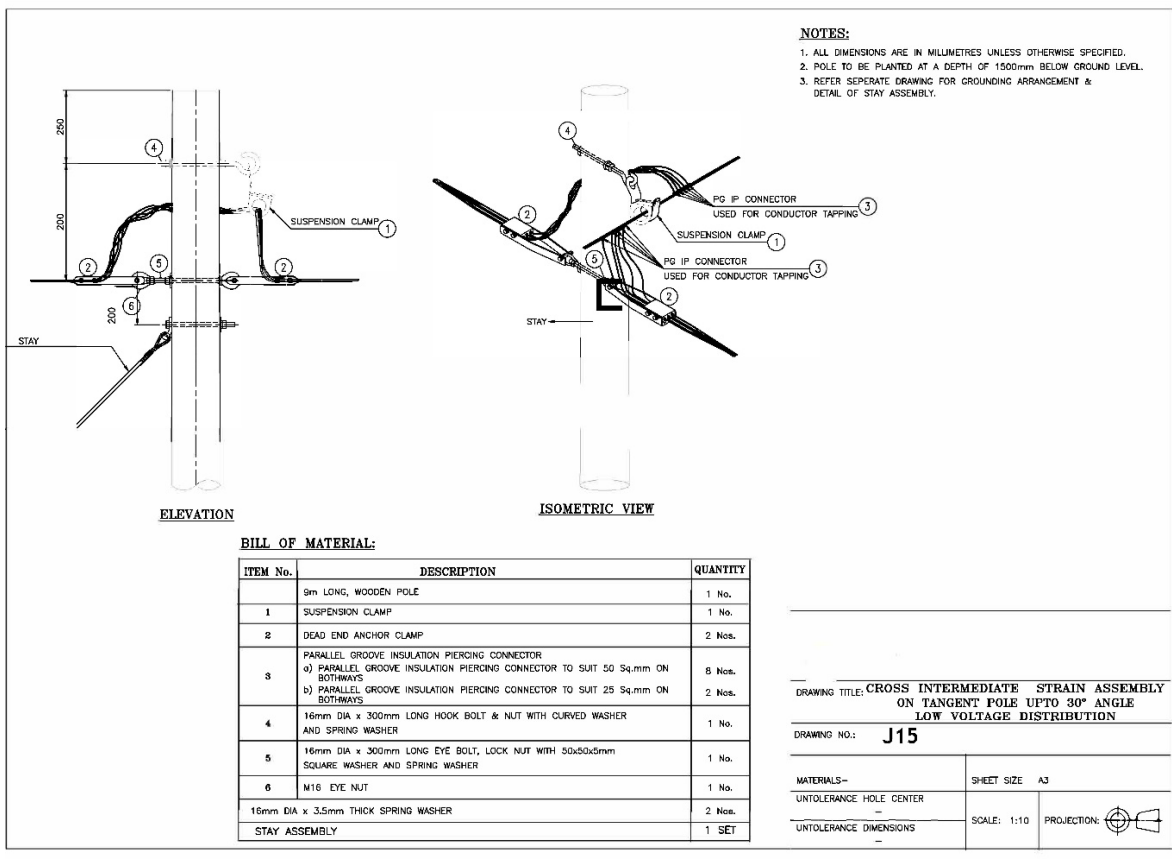 NOTES:
1. ALL DIMENSIONS ARE IN MILLIMETRES UNLESS OTHERWISE SPECIFIED.
2. POLE TO BE PLANTED AT A DEPTH OF 1500mm BELOW GROUND LEVEL.
3. REFER SEPERATE DRAWING FOR GROUNDING ARRANGEMENT &
DETAIL OF STAY ASSEMBLY.
250
200
200
4
SUSPENSION CLAMP 1
2
5
2
6
STAY
ELEVATION
4
2
PG IP CONNECTOR
USED FOR CONDUCTOR TAPPING 3
SUSPENSION CLAMP 1
5
PG IP CONNECTOR
USED FOR CONDUCTOR TAPPING 3
2
STAY
ISOMETRIC VIEW
BILL OF MATERIAL:
ITEM No. DESCRIPTION QUANTITY
9m LONG, WOODEN POLE 1 No.
1 SUSPENSION CLAMP 1 No.
2 DEAD END ANCHOR CLAMP 2 Nos.
3 PARALLEL GROOVE INSULATION PIERCING CONNECTOR
a) PARALLEL GROOVE INSULATION PIERCING CONNECTOR TO SUIT 50 Sq.mm ON 8 Nos.
BOTHWAYS
b) PARALLEL GROOVE INSULATION PIERCING CONNECTOR TO SUIT 25 Sq.mm ON 2 Nos.
BOTHWAYS
4 16mm DIA x 300mm LONG HOOK BOLT & NUT WITH CURVED WASHER 1 No.
AND SPRING WASHER
5 16mm DIA x 300mm LONG EYE BOLT, LOCK NUT WITH 50x50x5mm 1 No.
SQUARE WASHER AND SPRING WASHER
6 M16 EYE NUT 1 No.
16mm DIA x 3.5mm THICK SPRING WASHER 2 Nos.
STAY ASSEMBLY 1 SET
DRAWING TITLE: CROSS INTERMEDIATE STRAIN ASSEMBLY
ON TANGENT POLE UPTO 30° ANGLE
LOW VOLTAGE DISTRIBUTION
DRAWING NO.: J15
MATERIALS- SHEET SIZE A3
UNTOLERANCE HOLE CENTER
-
SCALE: 1:10 PROJECTION:
UNTOLERANCE DIMENSIONS
-